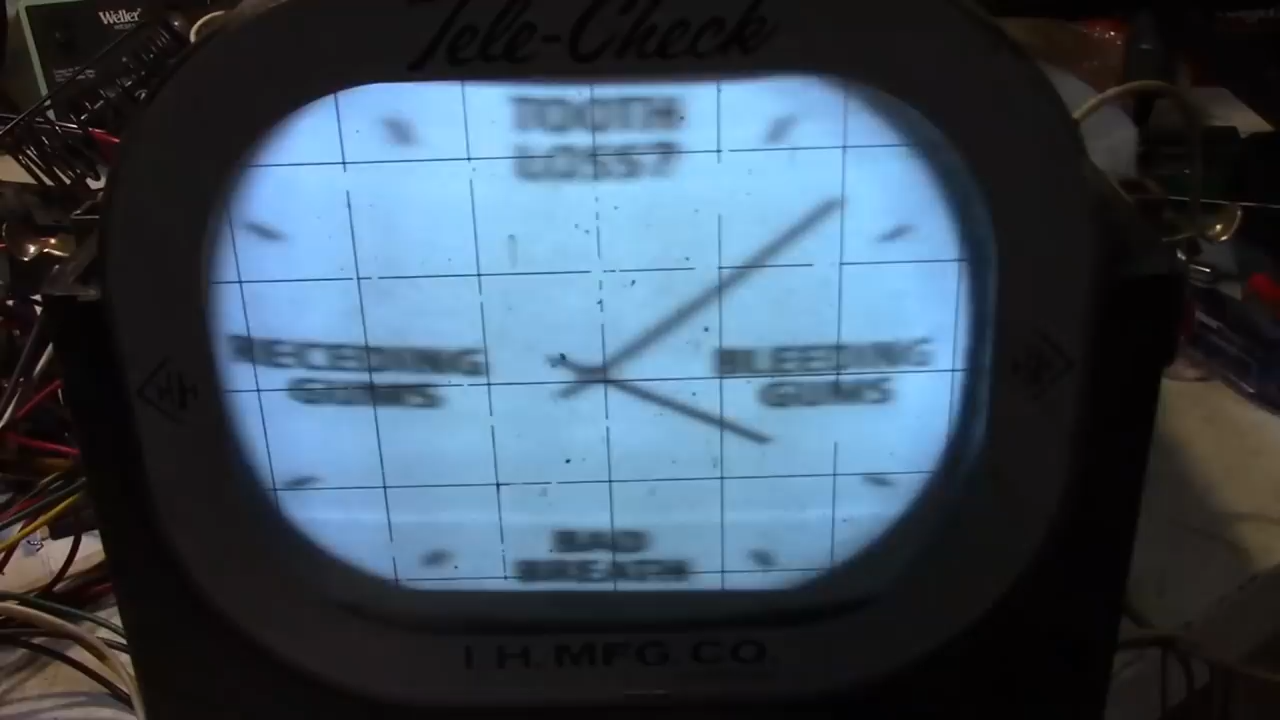 Weller
Tele-Check
TOOTH
LOSS?
RECEDING
GUMS
BLEEDING
GUMS
BAD
BREATH
I.H. MFG. CO.